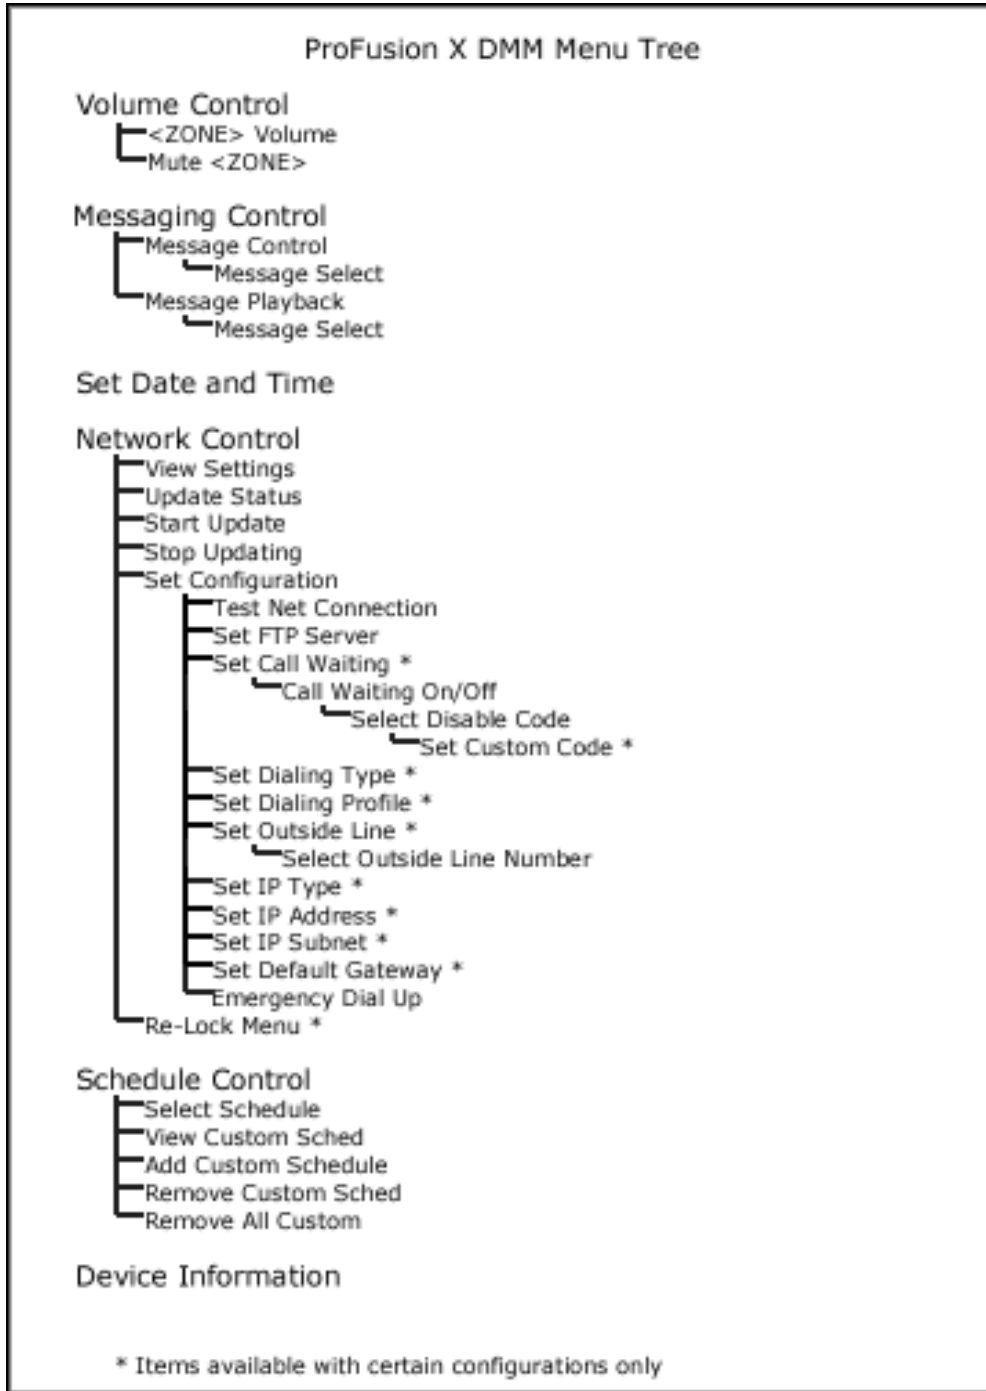 ProFusion X DMM Menu Tree
Volume Control
<ZONE> Volume
Mute <ZONE>
Messaging Control
Message Control
Message Select
Message Playback
Message Select
Set Date and Time
Network Control
View Settings
Update Status
Start Update
Stop Updating
Set Configuration
Test Net Connection
Set FTP Server
Set Call Waiting *
Call Waiting On/Off
Select Disable Code
Set Custom Code *
Set Dialing Type *
Set Dialing Profile *
Set Outside Line *
Select Outside Line Number
Set IP Type *
Set IP Address *
Set IP Subnet *
Set Default Gateway *
Emergency Dial Up
Re-Lock Menu *
Schedule Control
Select Schedule
View Custom Sched
Add Custom Schedule
Remove Custom Sched
Remove All Custom
Device Information
* Items available with certain configurations only